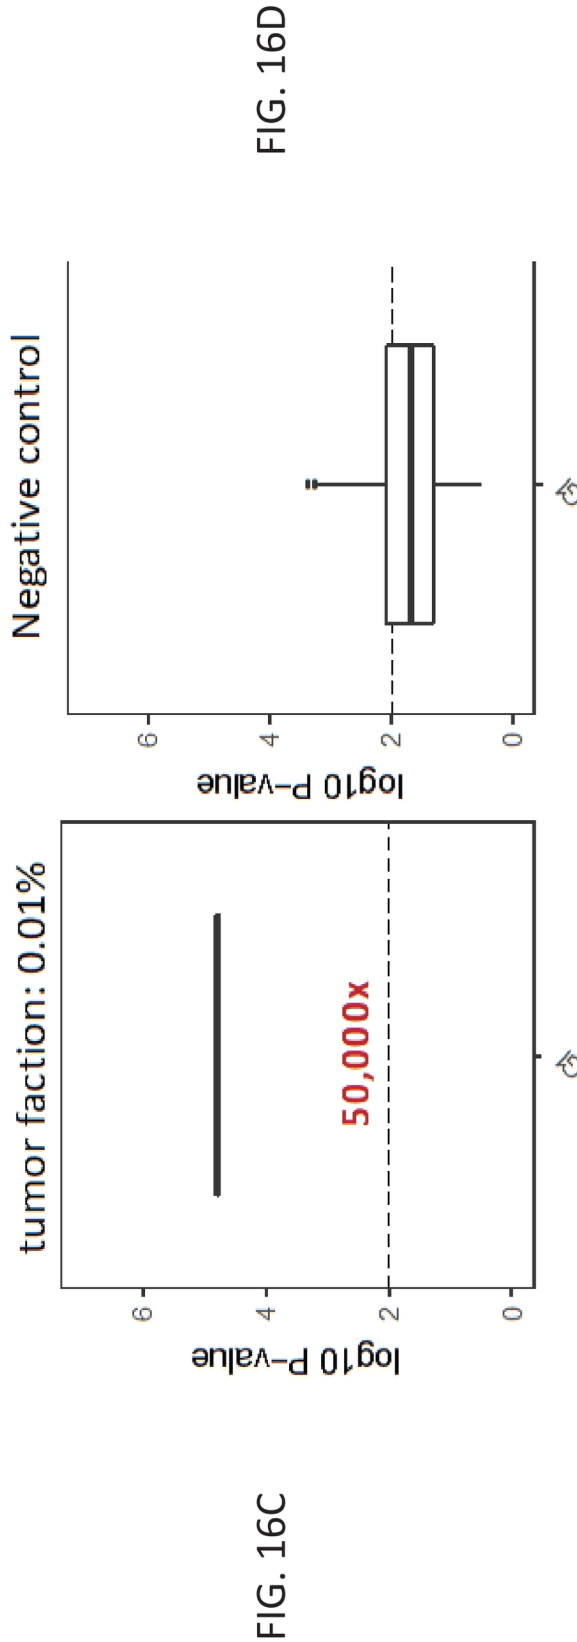 FIG. 16C
tumor faction: 0.01%
log10 P-value
6
4
2
0
50,000x
FIG. 16D
Negative control
log10 P-value
6
4
2
0